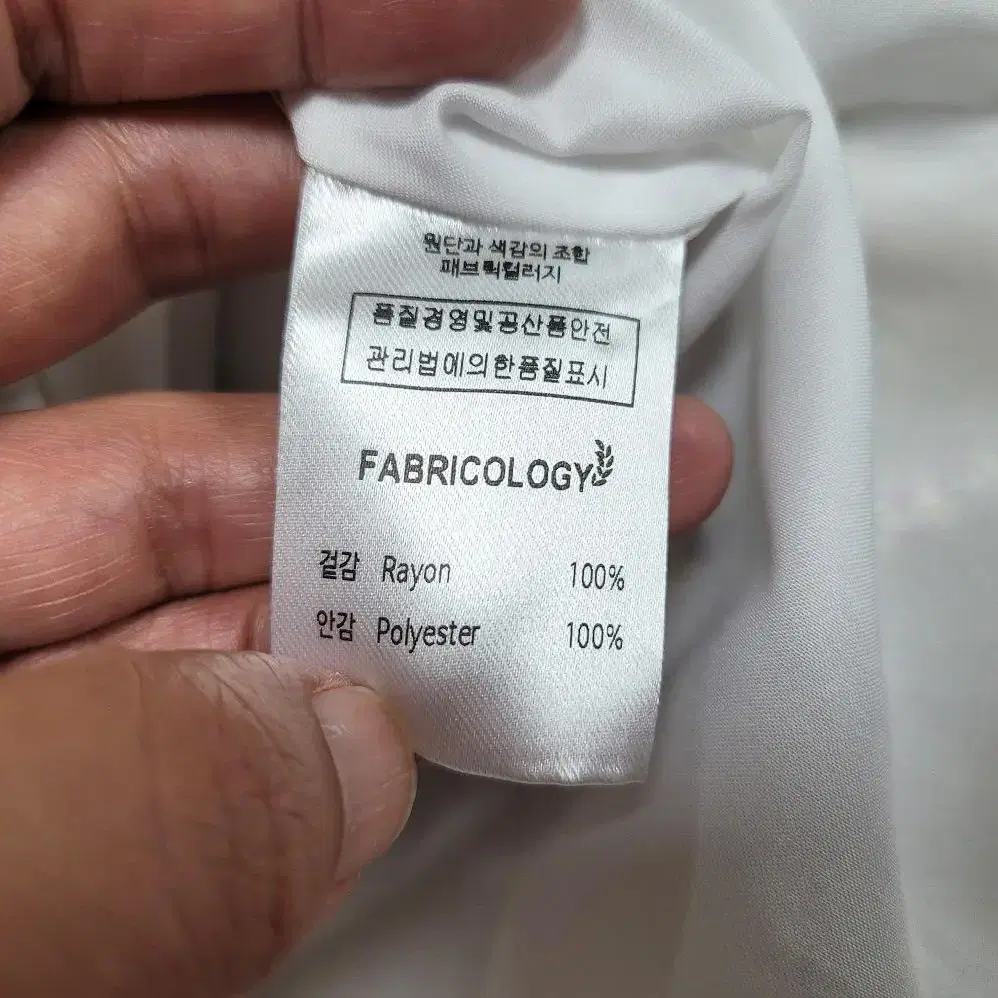 원단과 색감의 조합
패브릭컬러지
품질경영및공산품안전
관리법에의한품질표시
FABRICOLOGY
겉감 Rayon 100%
안감 Polyester 100%